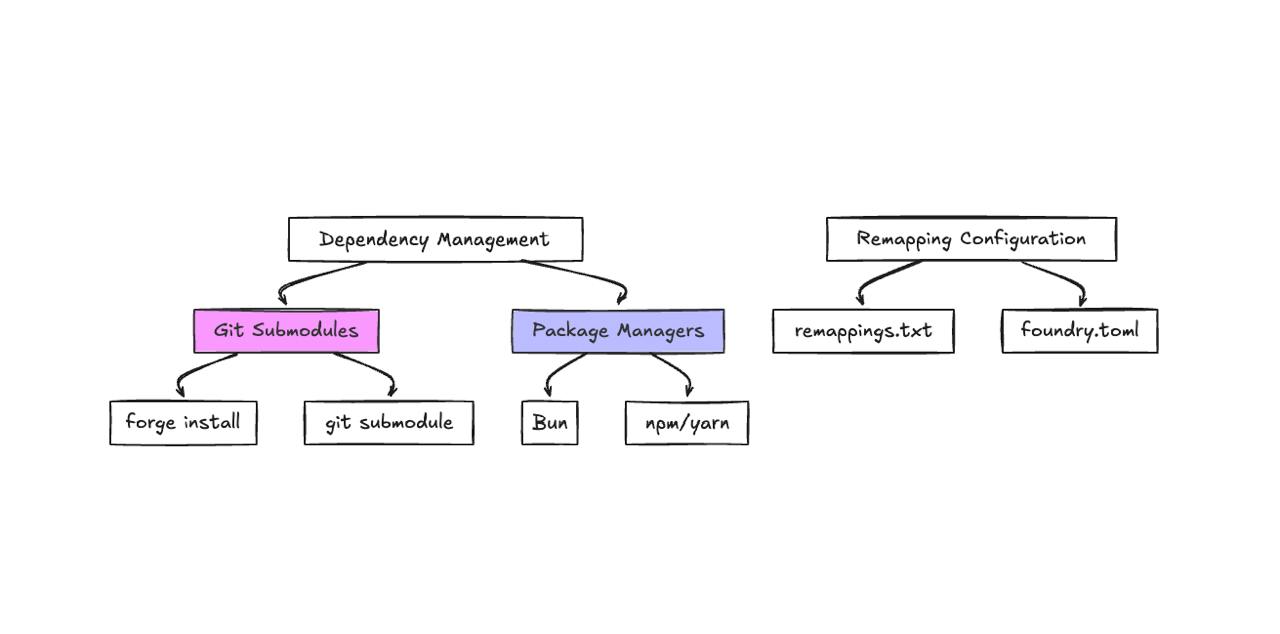 Dependency Management
Remapping Configuration
Git Submodules
Package Managers
remappings.txt
foundry.toml
forge install
git submodule
Bun
npm/yarn